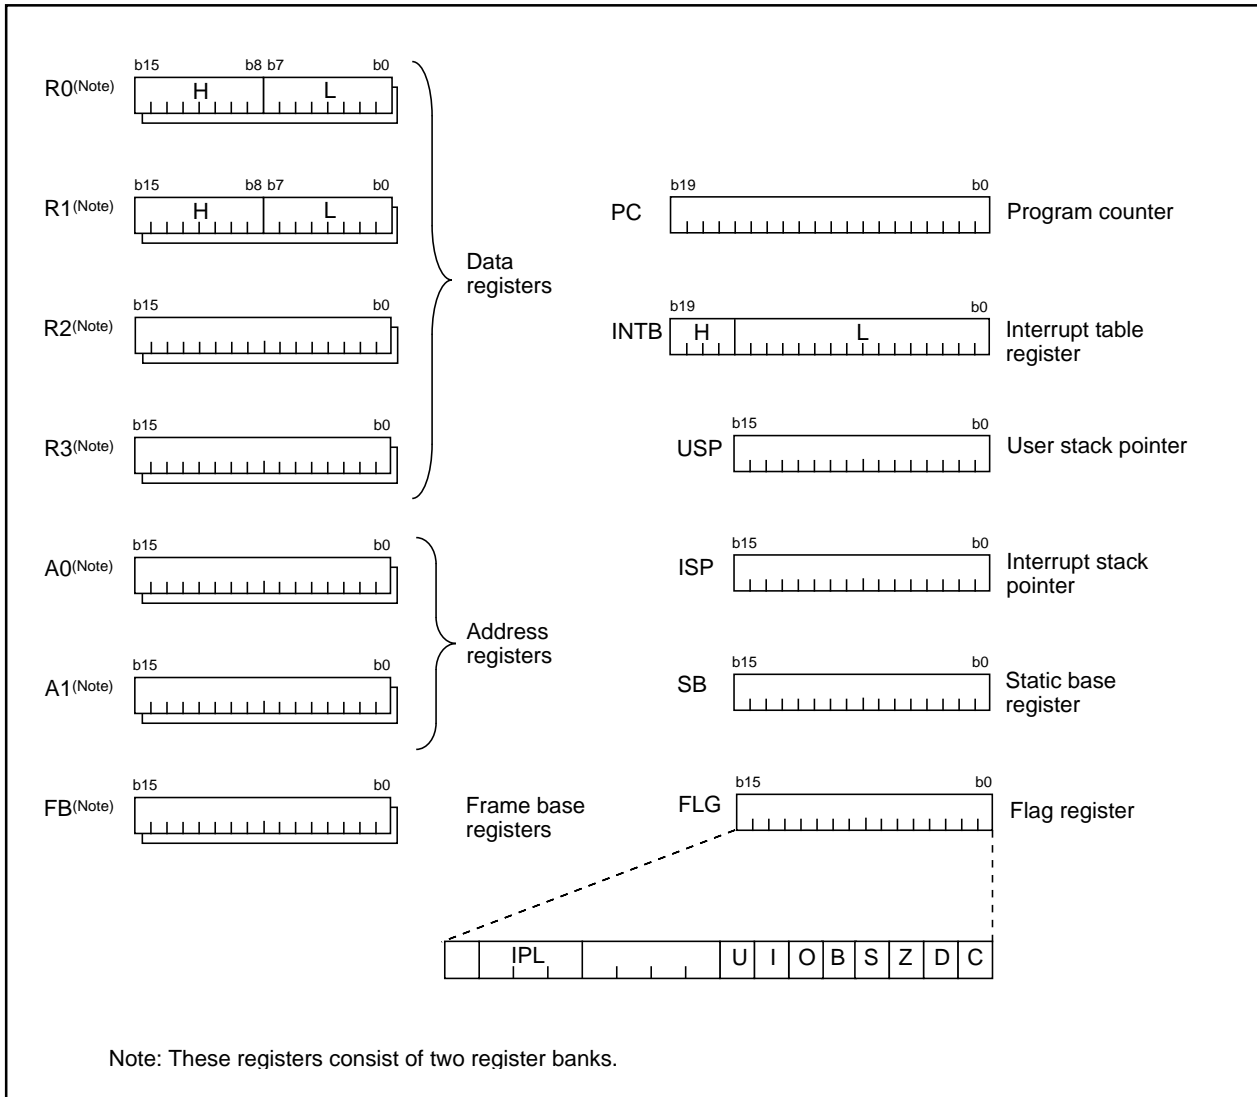 b15 b8 b7 b0
R0(Note) H L
b15 b8 b7 b0
R1(Note) H L
b15 b0
R2(Note)
b15 b0
R3(Note)
Data
registers
b15 b0
A0(Note)
b15 b0
A1(Note)
Address
registers
b15 b0
FB(Note)
Frame base
registers
b19 b0
PC Program counter
b19 b0
INTB H L Interrupt table
register
b15 b0
USP User stack pointer
b15 b0
ISP Interrupt stack
pointer
b15 b0
SB Static base
register
b15 b0
FLG Flag register
IPL U I O B S Z D C
Note: These registers consist of two register banks.